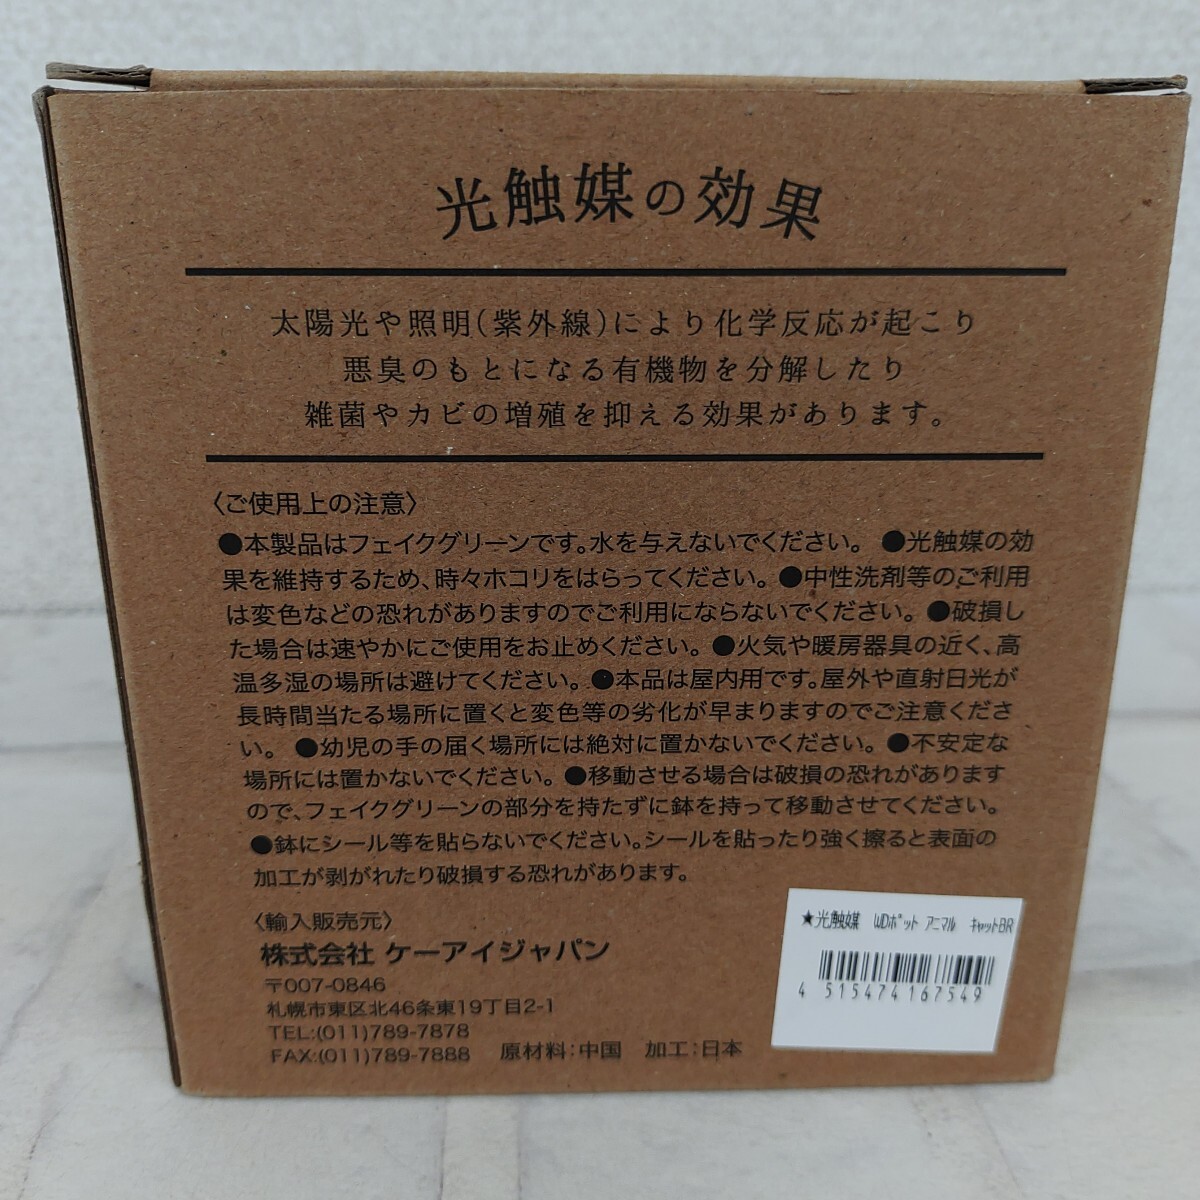 光触媒の効果
太陽光や照明(紫外線)により化学反応が起こり
悪臭のもとになる有機物を分解したり
雑菌やカビの増殖を抑える効果があります。
〈ご使用上の注意〉
●本製品はフェイクグリーンです。水を与えないでください。 ●光触媒の効
果を維持するため、時々ホコリをはらってください。 ●中性洗剤等のご利用
は変色などの恐れがありますのでご利用にならないでください。 ●破損し
た場合は速やかにご使用をお止めください。 ●火気や暖房器具の近く、高
温多湿の場所は避けてください。 ●本品は屋内用です。屋外や直射日光が
長時間当たる場所に置くと変色等の劣化が早まりますのでご注意くださ
い。 ●幼児の手の届く場所には絶対に置かないでください。 ●不安定な
場所には置かないでください。 ●移動させる場合は破損の恐れがあります
ので、フェイクグリーンの部分を持たずに鉢を持って移動させてください。
●鉢にシール等を貼らないでください。シールを貼ったり強く擦ると表面の
加工が剥がれたり破損する恐れがあります。
〈輸入販売元〉
株式会社 ケーアイジャパン
〒007-0846
札幌市東区北46条東19丁目2-1
TEL:(011)789-7878
FAX:(011)789-7888 原材料:中国 加工:日本
★光触媒 WDﾎﾟｯﾄ ｱﾆﾏﾙ ｷｬｯﾄBR
4 515474 167549